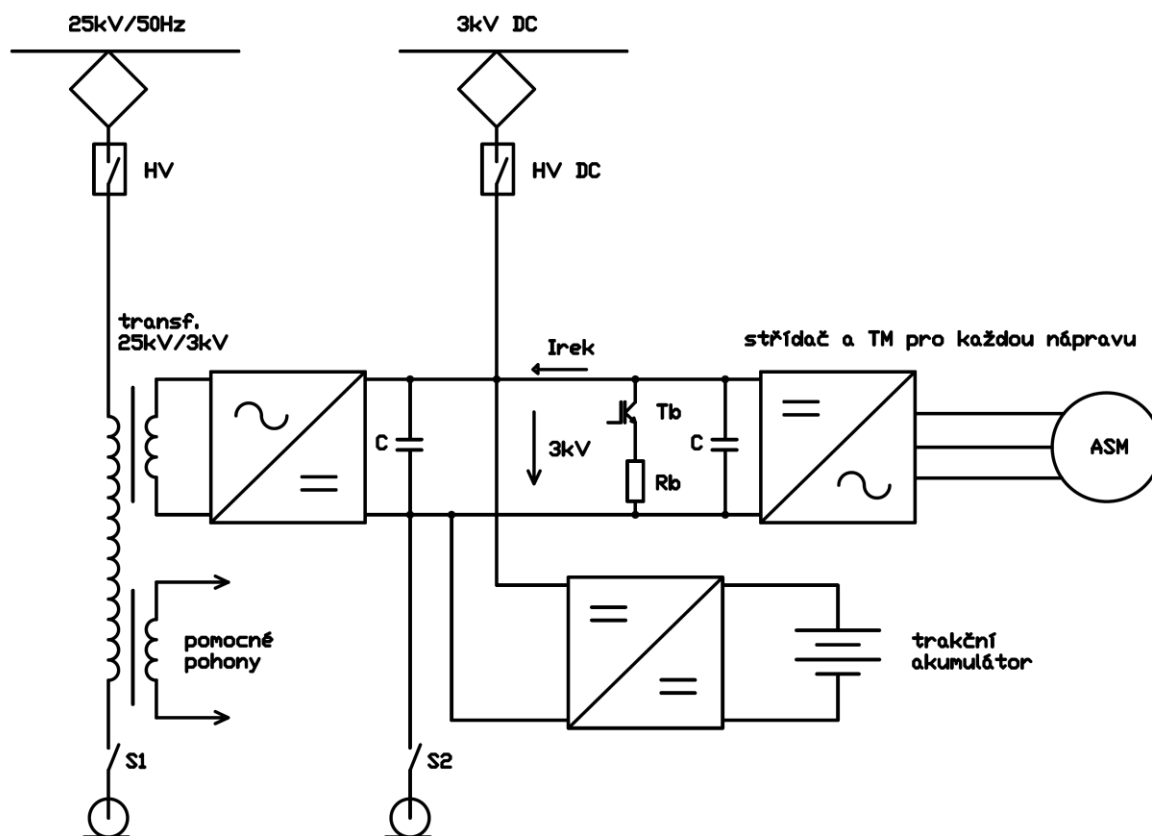 25kV/50Hz
3kV DC
HV
HV DC
transf.
25kV/3kV
Irek
střídač a TM pro každou nápravu
C
3kV
Tb
Rb
C
ASM
pomocné
pohony
trakční
akumulátor
S1
S2